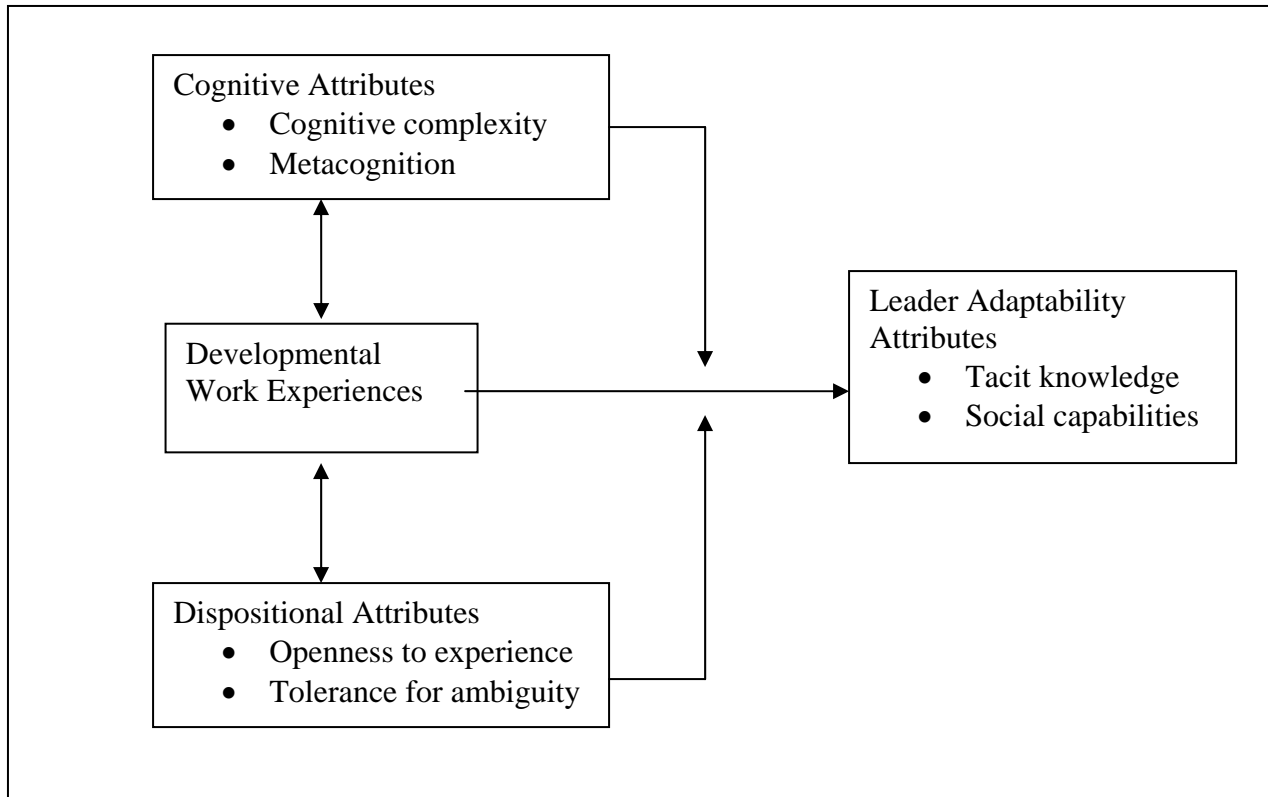 Cognitive Attributes
• Cognitive complexity
• Metacognition
Developmental
Work Experiences
Leader Adaptability
Attributes
• Tacit knowledge
• Social capabilities
Dispositional Attributes
• Openness to experience
• Tolerance for ambiguity